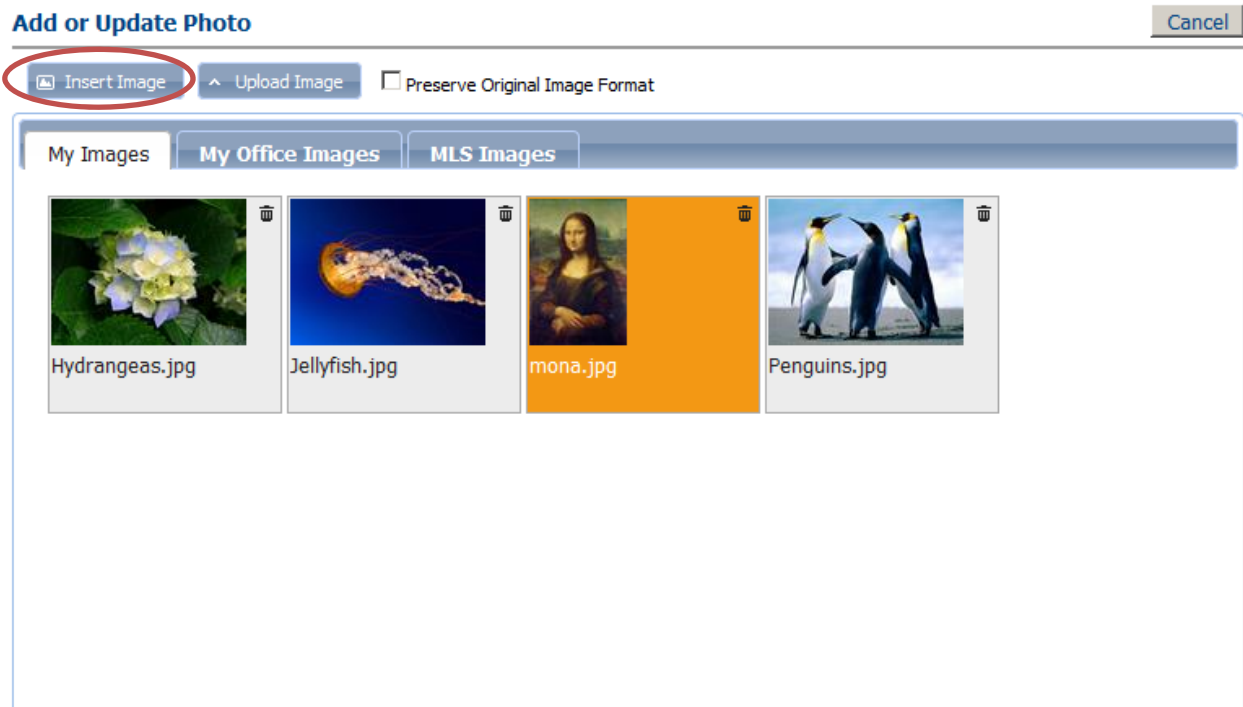 Add or Update Photo Cancel
Insert Image Upload Image Preserve Original Image Format
My Images My Office Images MLS Images
Hydrangeas.jpg Jellyfish.jpg mona.jpg Penguins.jpg